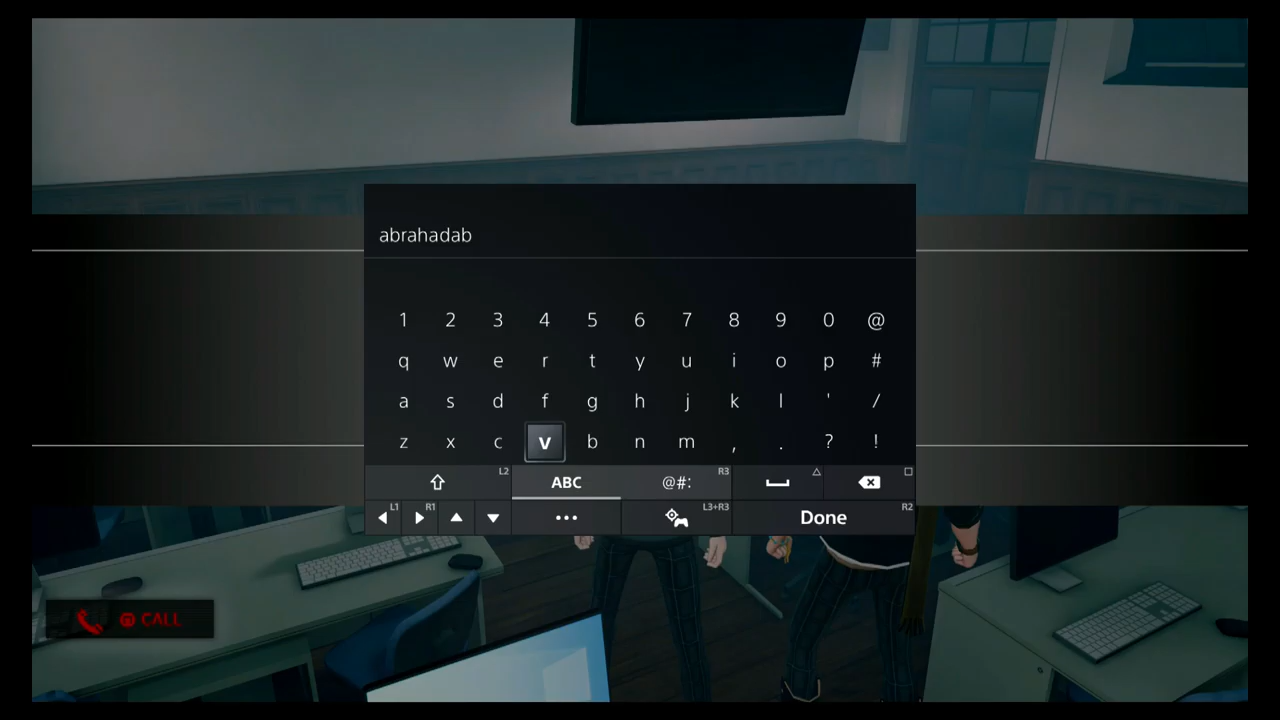 abrahadab
1 2 3 4 5 6 7 8 9 0 @
q w e r t y u i o p #
a s d f g h j k l ' /
z x c v b n m , . ? !
L2 ABC @#: R3
L1 R1 ••• L3+R3 Done R2
CALL